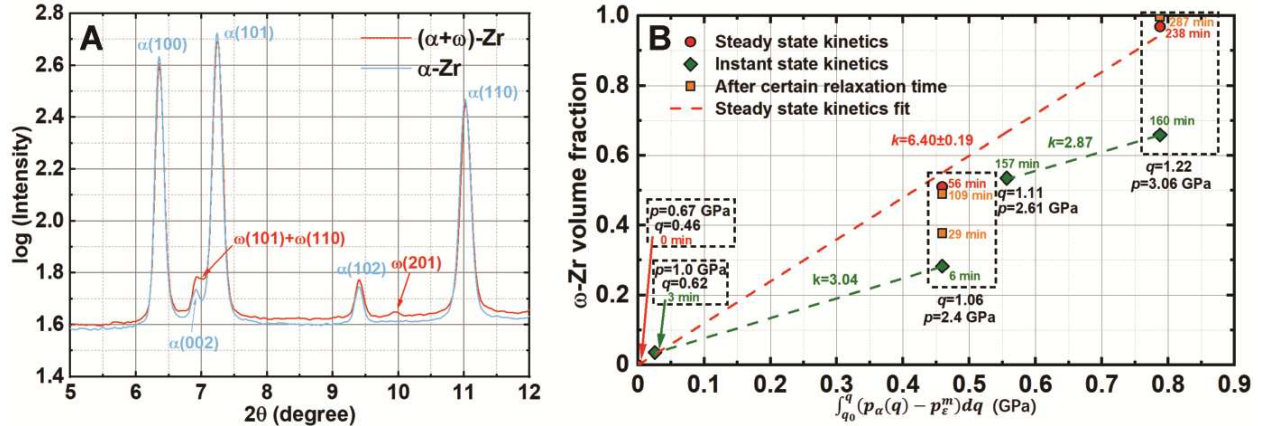 A
α(100)
α(101)
(α+ω)-Zr
α-Zr
α(110)
ω(101)+ω(110)
α(002)
α(102)
ω(201)
log (Intensity)
2.8
2.6
2.4
2.2
2.0
1.8
1.6
1.4
5 6 7 8 9 10 11 12
2θ (degree)
B
Steady state kinetics
Instant state kinetics
After certain relaxation time
Steady state kinetics fit
287 min
238 min
160 min
k=6.40±0.19
k=2.87
157 min
q=1.22
p=3.06 GPa
56 min
109 min
q=1.11
p=2.61 GPa
29 min
p=0.67 GPa
q=0.46
0 min
p=1.0 GPa
q=0.62
3 min
k=3.04
6 min
q=1.06
p=2.4 GPa
ω-Zr volume fraction
1.0
0.8
0.6
0.4
0.2
0
0 0.1 0.2 0.3 0.4 0.5 0.6 0.7 0.8 0.9
∫_{q₀}^{q}(p_α(q) − p_ε^m)dq (GPa)